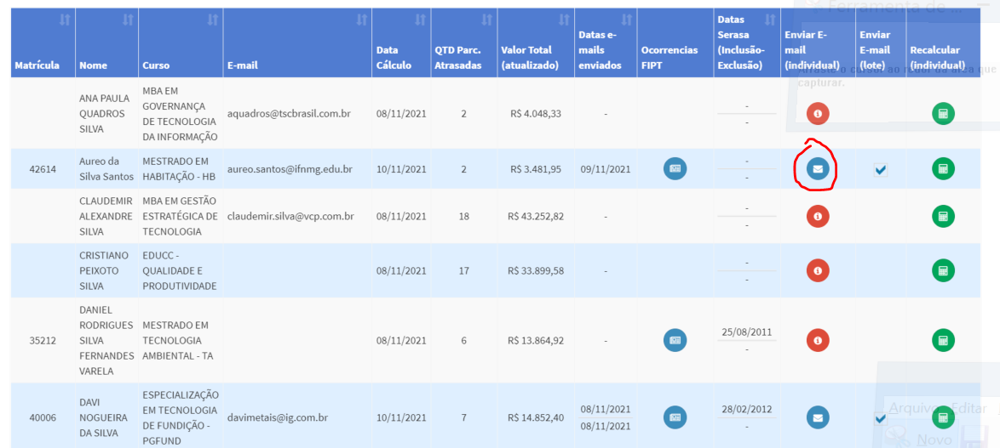 Ferramenta de ...
Matrícula Nome Curso E-mail Data Cálculo QTD Parc. Atrasadas Valor Total (atualizado) Datas e-mails enviados Ocorrencias FIPT Datas Serasa (Inclusão-Exclusão) Enviar E-mail (individual) Enviar E-mail (lote) Recalcular (individual)
cursor ao redor da área que
capturar.
ANA PAULA QUADROS SILVA MBA EM GOVERNANÇA DE TECNOLOGIA DA INFORMAÇÃO aquadros@tscbrasil.com.br 08/11/2021 2 R$ 4.048,33 - - -
42614 Aureo da Silva Santos MESTRADO EM HABITAÇÃO - HB aureo.santos@ifnmg.edu.br 10/11/2021 2 R$ 3.481,95 09/11/2021 - -
CLAUDEMIR ALEXANDRE SILVA MBA EM GESTÃO ESTRATÉGICA DE TECNOLOGIA claudemir.silva@vcp.com.br 08/11/2021 18 R$ 43.252,82 - - -
CRISTIANO PEIXOTO SILVA EDUCC - QUALIDADE E PRODUTIVIDADE 08/11/2021 17 R$ 33.899,58 - - -
35212 DANIEL RODRIGUES SILVA FERNANDES VARELA MESTRADO EM TECNOLOGIA AMBIENTAL - TA 08/11/2021 6 R$ 13.864,92 - 25/08/2011 -
40006 DAVI NOGUEIRA DA SILVA ESPECIALIZAÇÃO EM TECNOLOGIA DE FUNDIÇÃO - PGFUND davimetais@ig.com.br 10/11/2021 7 R$ 14.852,40 08/11/2021 08/11/2021 28/02/2012 -
Arquivo Editar
Novo